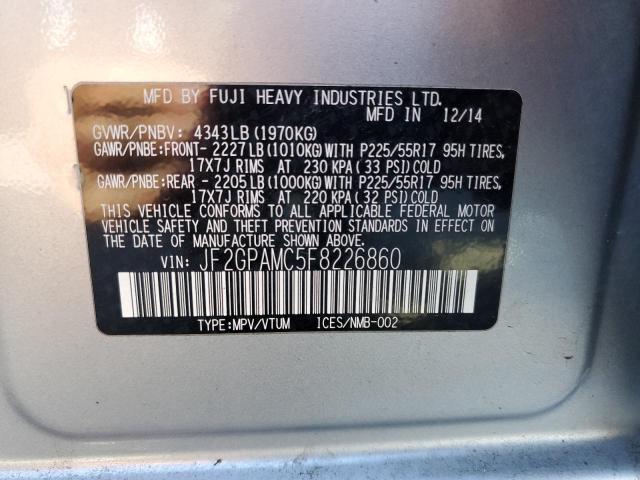 MFD BY FUJI HEAVY INDUSTRIES LTD.
MFD IN 12/14
GVWR/PNBV: 4343LB(1970KG)
GAWR/PNBE:FRONT- 2227LB(1010KG)WITH P225/55R17 95H TIRES,
17X7J RIMS AT 230 KPA(33 PSI)COLD
GAWR/PNBE:REAR - 2205LB(1000KG)WITH P225/55R17 95H TIRES,
17X7J RIMS AT 220 KPA(32 PSI)COLD
THIS VEHICLE CONFORMS TO ALL APPLICABLE FEDERAL MOTOR
VEHICLE SAFETY AND THEFT PREVENTION STANDARDS IN EFFECT ON
THE DATE OF MANUFACTURE SHOWN ABOVE.
VIN: JF2GPAMC5F8226860
TYPE:MPV/VTUM ICES/NMB-002